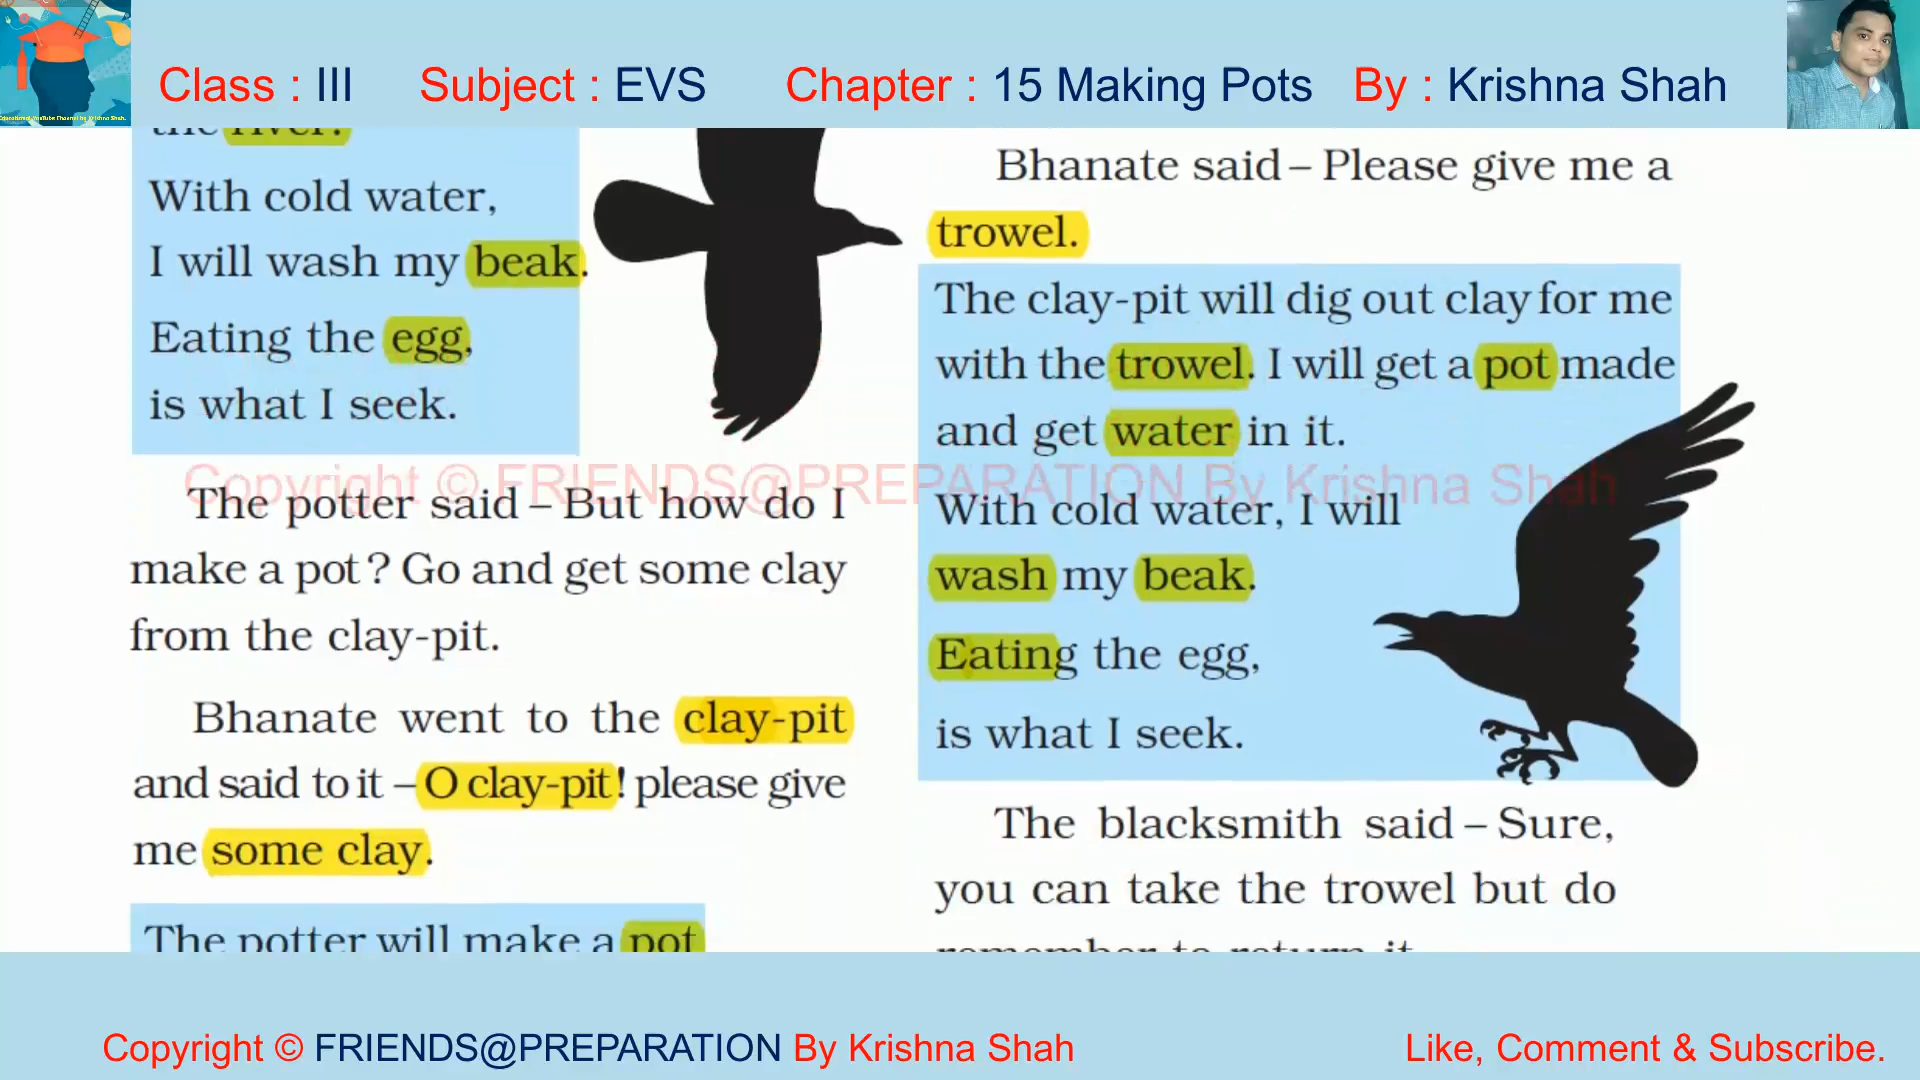 Class : III Subject : EVS Chapter : 15 Making Pots By : Krishna Shah
the river.
With cold water,
I will wash my beak.
Eating the egg,
is what I seek.
The potter said – But how do I
make a pot ? Go and get some clay
from the clay-pit.
Bhanate went to the clay-pit
and said to it – O clay-pit! please give
me some clay.
The potter will make a pot
Bhanate said – Please give me a
trowel.
The clay-pit will dig out clay for me
with the trowel. I will get a pot made
and get water in it.
With cold water, I will
wash my beak.
Eating the egg,
is what I seek.
The blacksmith said – Sure,
you can take the trowel but do
remember to return it
Copyright © FRIENDS@PREPARATION By Krishna Shah
Copyright © FRIENDS@PREPARATION By Krishna Shah Like, Comment & Subscribe.